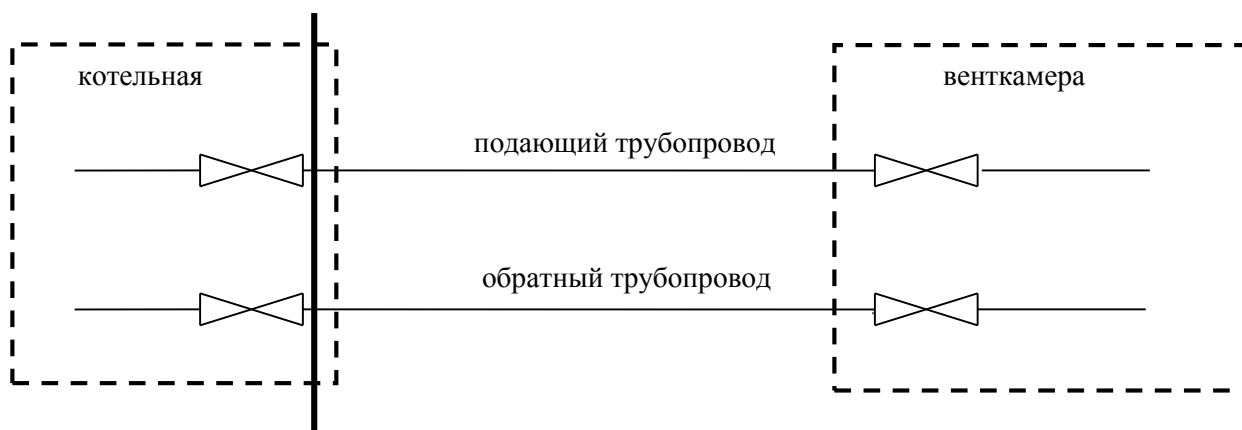 котельная
венткамера
подающий трубопровод
обратный трубопровод